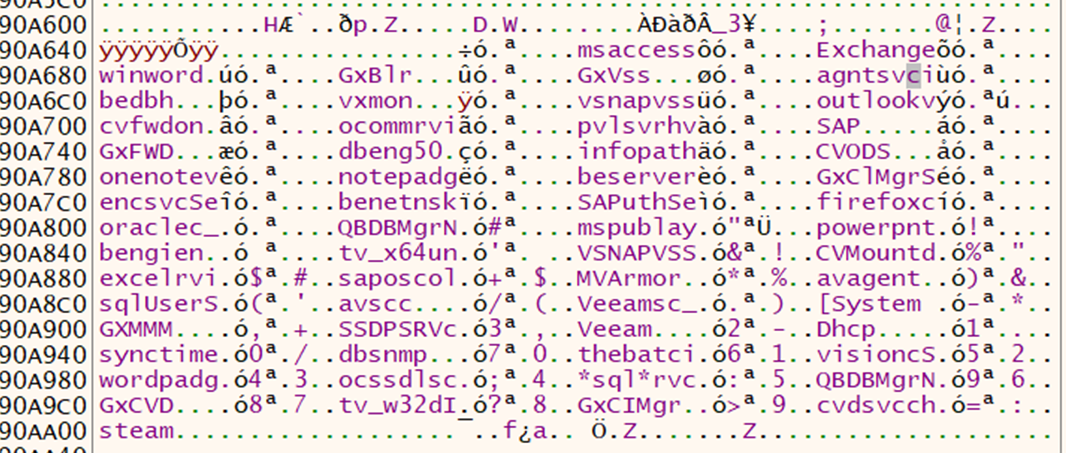 90A5C0
90A600 ...........HÆ`..ðp.Z.....D.W........ÀÐàðÂ_3¥....;.......@¦.Z....
90A640 ÿÿÿÿÿÕÿÿ................÷ó.ª....msaccessôó.ª....Exchangeõó.ª....
90A680 winword.úó.ª....GxBlr...ûó.ª....GxVss...øó.ª....agntsvciùó.ª....
90A6C0 bedbh...þó.ª....vxmon...ÿó.ª....vsnapvssüó.ª....outlookvýó.ªú...
90A700 cvfwdon.âó.ª....ocommrviãó.ª....pvlsvrhvàó.ª....SAP.....áó.ª....
90A740 GxFWD...æó.ª....dbeng50.çó.ª....infopathäó.ª....CVODS...åó.ª....
90A780 onenotevêó.ª....notepadgëó.ª....beserverèó.ª....GxClMgrSéó.ª....
90A7C0 encsvcSeîó.ª....benetnskïó.ª....SAPuthSeìó.ª....firefoxcíó.ª....
90A800 oraclec_.ó.ª....QBDBMgrN.ó#ª....mspublay.ó"ªÜ...powerpnt.ó!ª....
90A840 bengien..ó ª....tv_x64un.ó'ª....VSNAPVSS.ó&ª.!..CVMountd.ó%ª."..
90A880 excelrvi.ó$ª.#..saposcol.ó+ª.$..MVArmor..ó*ª.%..avagent..ó)ª.&..
90A8C0 sqlUserS.ó(ª.'..avscc....ó/ª.(..Veeamsc_.ó.ª.)..[System .ó-ª.*..
90A900 GXMMM....ó,ª.+..SSDPSRVc.ó3ª.,..Veeam....ó2ª.-..Dhcp.....ó1ª....
90A940 synctime.ó0ª./..dbsnmp...ó7ª.0..thebatci.ó6ª.1..visioncS.ó5ª.2..
90A980 wordpadg.ó4ª.3..ocssdlsc.ó;ª.4..*sql*rvc.ó:ª.5..QBDBMgrN.ó9ª.6..
90A9C0 GxCVD....ó8ª.7..tv_w32dI.ó?ª.8..GxCIMgr..ó>ª.9..cvdsvcch.ó=ª.:..
90AA00 steam...................¯..f¿a.. Ö.Z.......Z....................